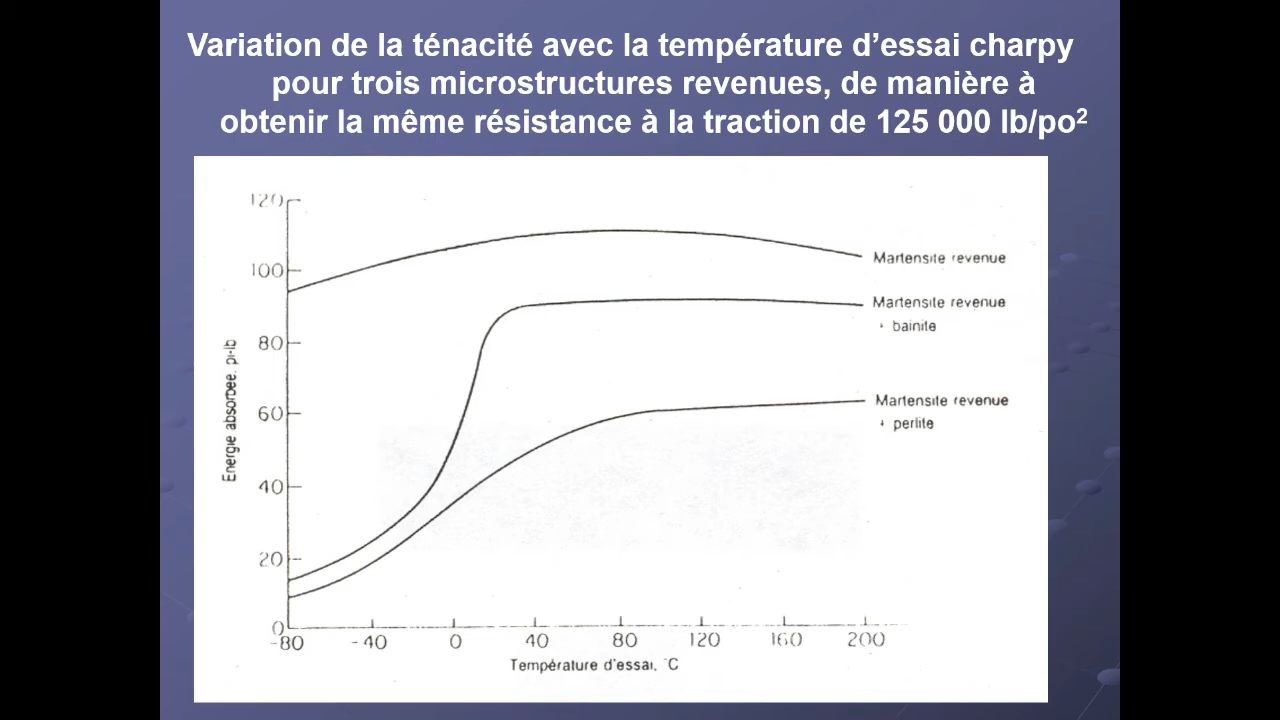 Variation de la ténacité avec la température d’essai charpy
pour trois microstructures revenues, de manière à
obtenir la même résistance à la traction de 125 000 lb/po²
120
100
80
60
40
20
0
Énergie absorbée, pi-lb
Martensite revenue
Martensite revenue
+ bainite
Martensite revenue
+ perlite
-80 -40 0 40 80 120 160 200
Température d'essai, °C